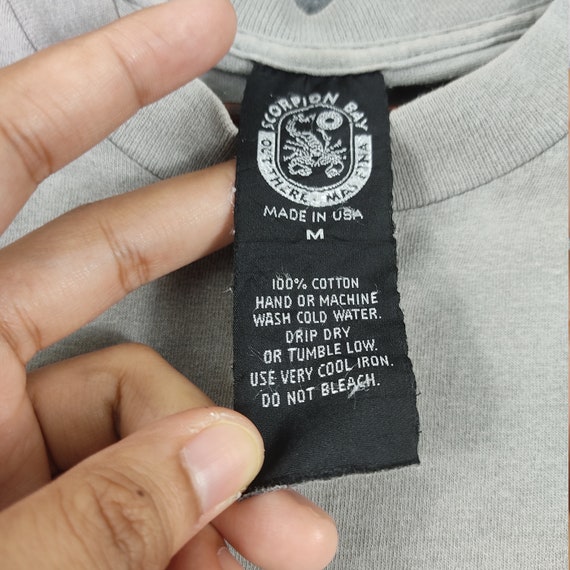 SCORPION BAY
MADE IN USA
M
100% COTTON
HAND OR MACHINE
WASH COLD WATER.
DRIP DRY
OR TUMBLE LOW.
USE VERY COOL IRON.
DO NOT BLEACH.